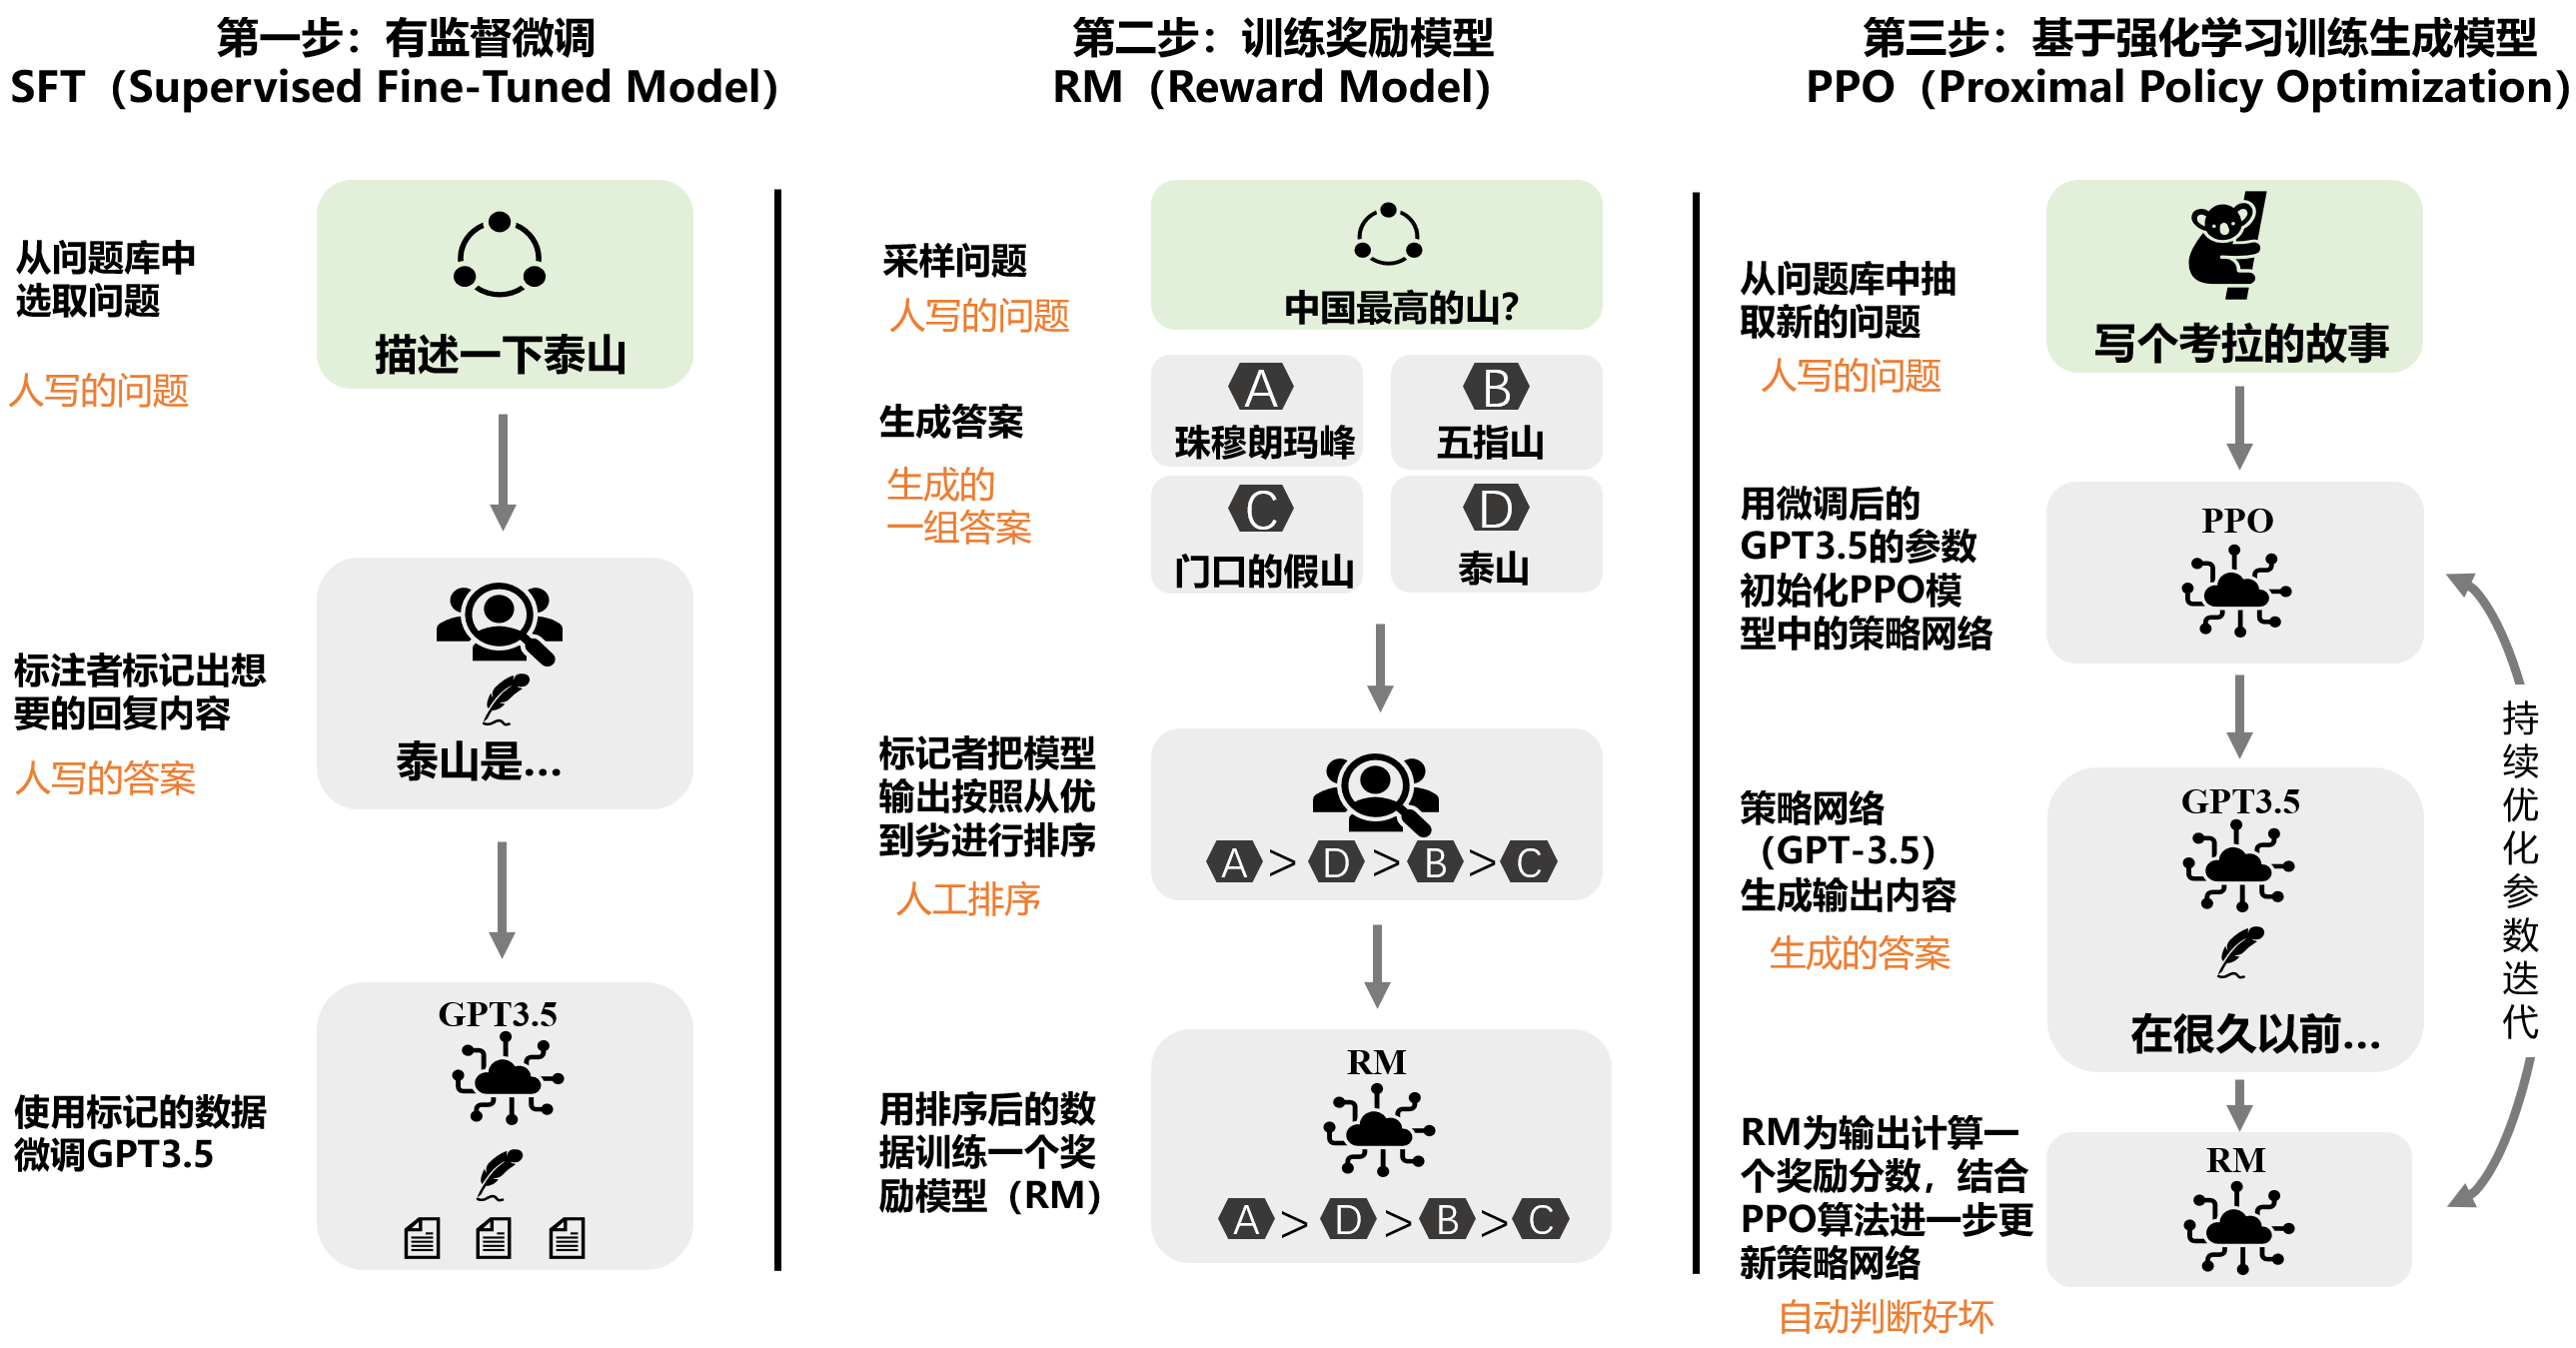 第一步：有监督微调
SFT（Supervised Fine-Tuned Model）
从问题库中
选取问题
人写的问题
描述一下泰山
标注者标记出想
要的回复内容
人写的答案
泰山是...
使用标记的数据
微调GPT3.5
GPT3.5
第二步：训练奖励模型
RM（Reward Model）
采样问题
人写的问题
中国最高的山？
生成答案
生成的
一组答案
A
珠穆朗玛峰
B
五指山
C
门口的假山
D
泰山
标记者把模型
输出按照从优
到劣进行排序
人工排序
A > D > B > C
用排序后的数
据训练一个奖
励模型（RM）
RM
A > D > B > C
第三步：基于强化学习训练生成模型
PPO（Proximal Policy Optimization）
从问题库中抽
取新的问题
人写的问题
写个考拉的故事
用微调后的
GPT3.5的参数
初始化PPO模
型中的策略网络
PPO
策略网络
（GPT-3.5）
生成输出内容
生成的答案
GPT3.5
在很久以前...
RM为输出计算一
个奖励分数，结合
PPO算法进一步更
新策略网络
自动判断好坏
RM
持续优化参数迭代